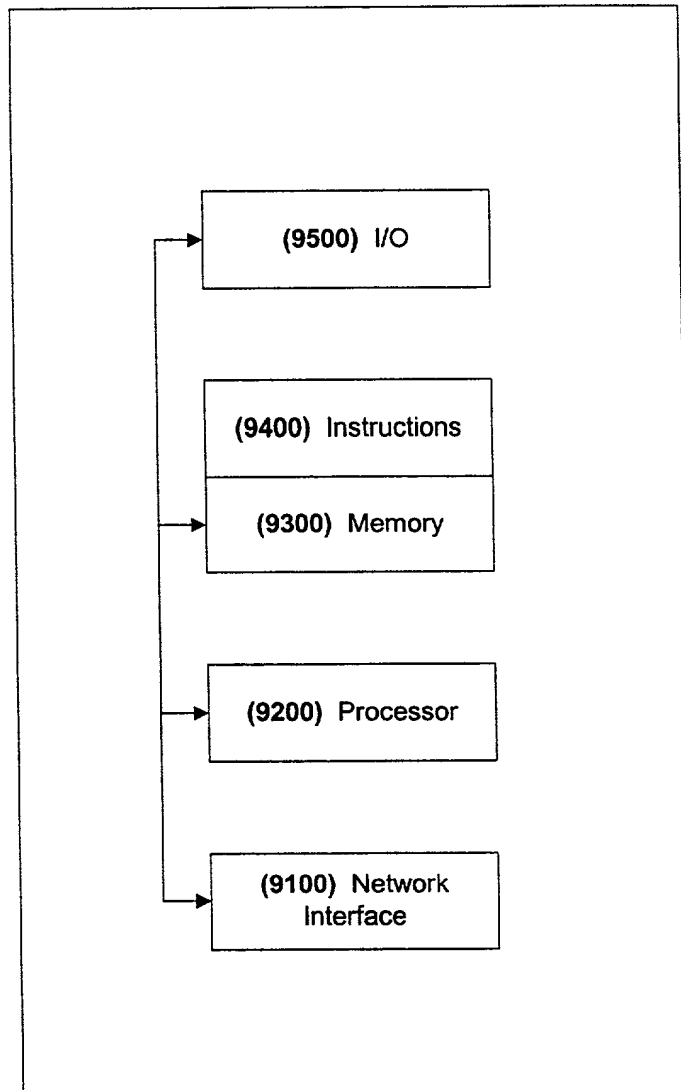 (9500) I/O
(9400) Instructions
(9300) Memory
(9200) Processor
(9100) Network
Interface